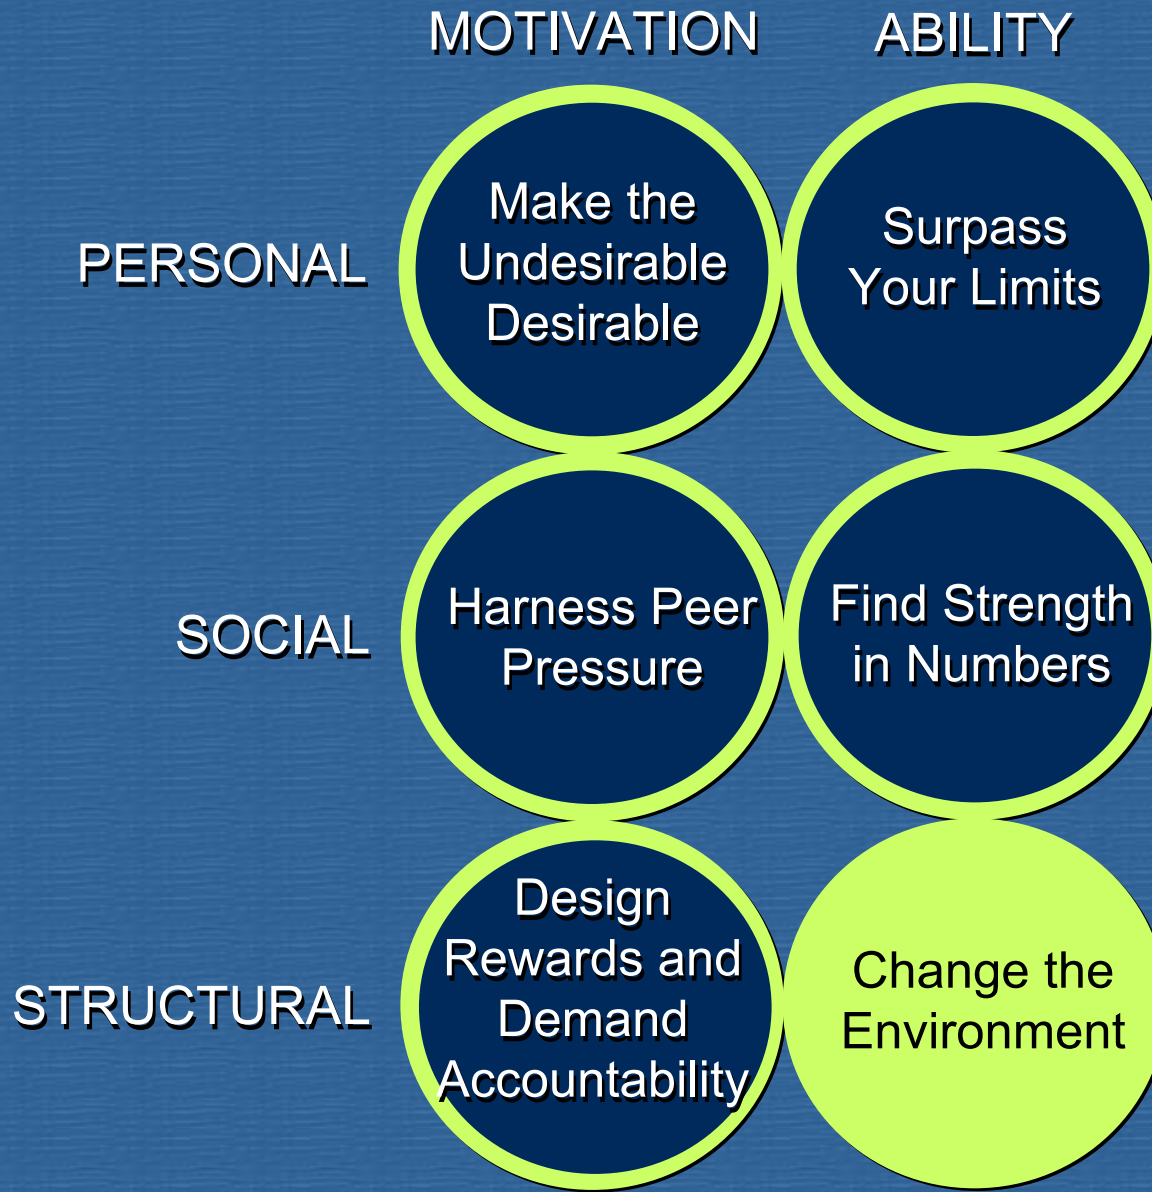 MOTIVATION ABILITY
PERSONAL
Make the
Undesirable
Desirable
Surpass
Your Limits
SOCIAL
Harness Peer
Pressure
Find Strength
in Numbers
STRUCTURAL
Design
Rewards and
Demand
Accountability
Change the
Environment